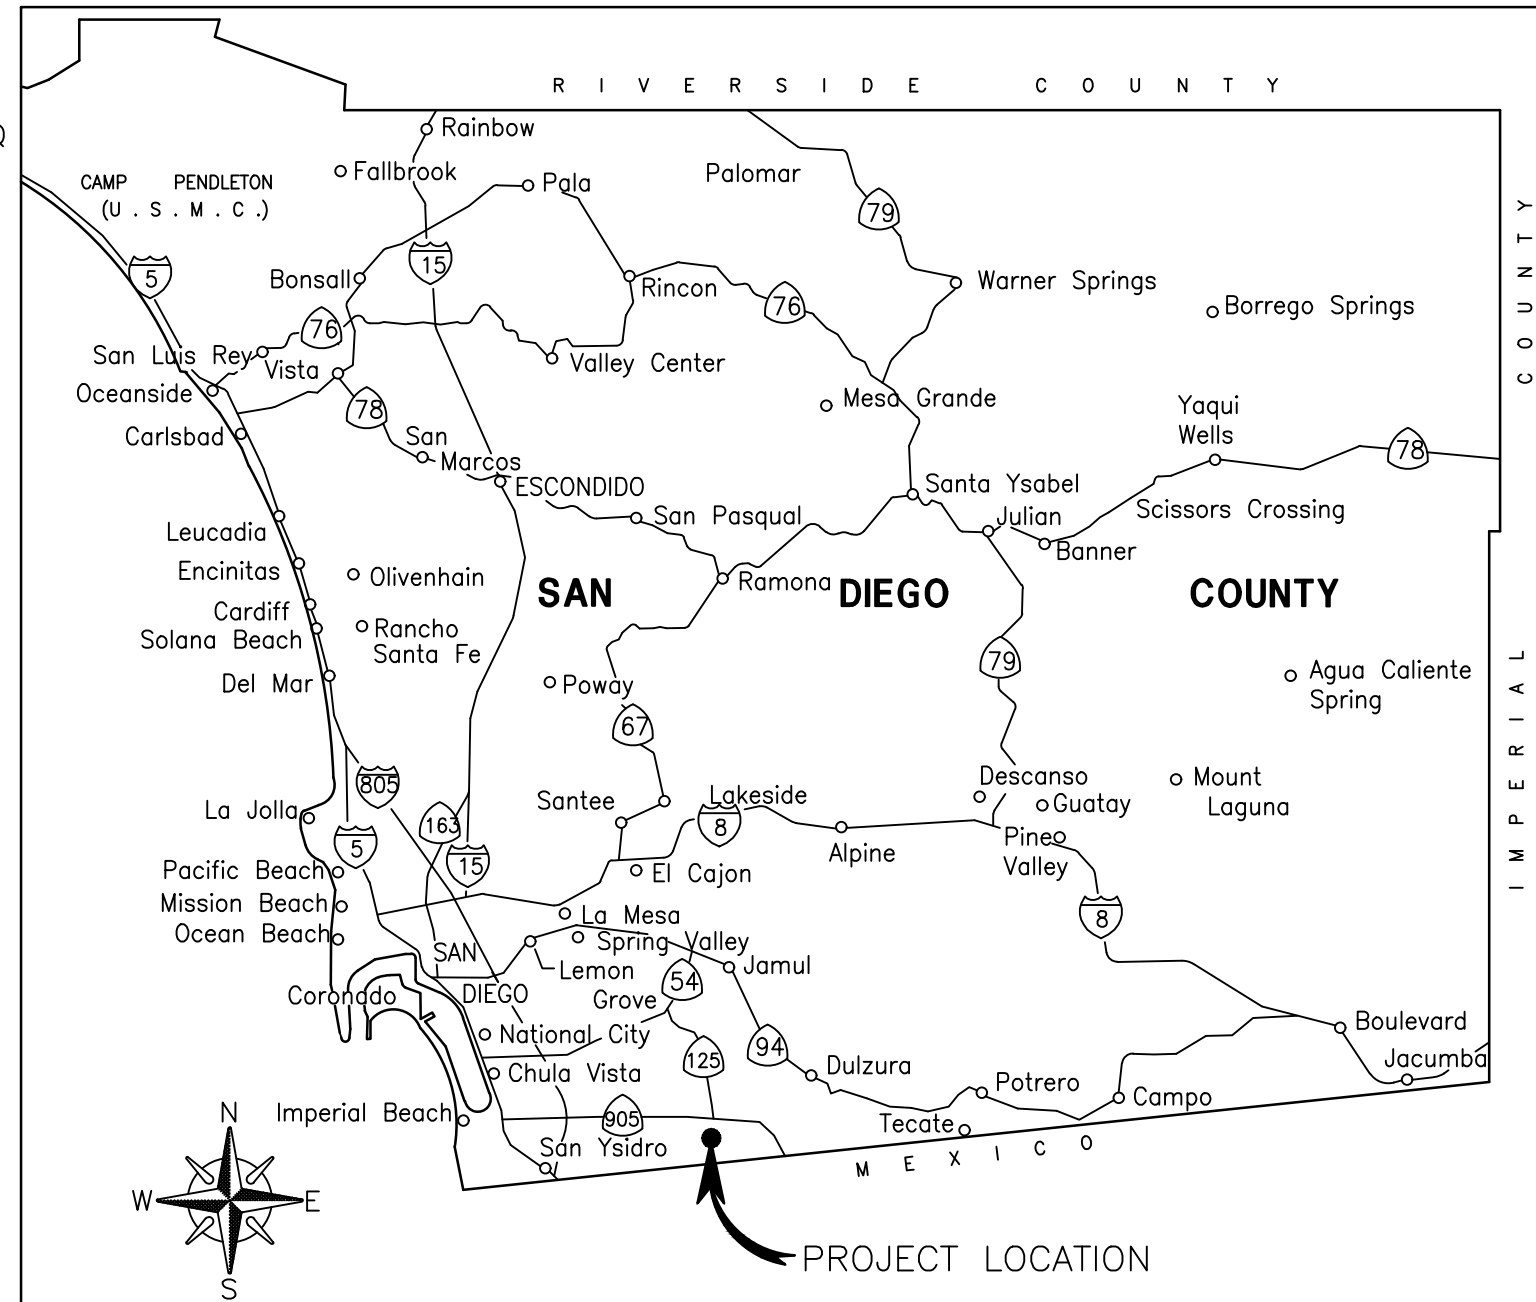 R I V E R S I D E C O U N T Y
Rainbow
Fallbrook
CAMP PENDLETON
(U.S.M.C.)
Pala
Palomar
79
C O U N T Y
5
15
Bonsall
Rincon
Warner Springs
76
76
Borrego Springs
San Luis Rey
Vista
Valley Center
Oceanside
78
Mesa Grande
Carlsbad
San
Marcos
Yaqui
Wells
78
ESCONDIDO
Santa Ysabel
San Pasqual
Julian
Scissors Crossing
Leucadia
Banner
Encinitas
Olivenhain
Ramona
SAN DIEGO COUNTY
Cardiff
Solana Beach
Rancho
Santa Fe
79
Del Mar
Poway
Agua Caliente
Spring
67
I M P E R I A L
805
Descanso
Mount
Laguna
Santee
Lakeside
Guatay
La Jolla
163
8
5
15
Alpine
Pine
Valley
Pacific Beach
El Cajon
Mission Beach
La Mesa
8
Ocean Beach
Spring Valley
SAN
DIEGO
Lemon
Grove
Jamul
54
Coronado
National City
94
Boulevard
125
Jacumba
Chula Vista
Dulzura
Potrero
Campo
Imperial Beach
905
Tecate
San Ysidro
M E X I C O
N
W
E
S
PROJECT LOCATION